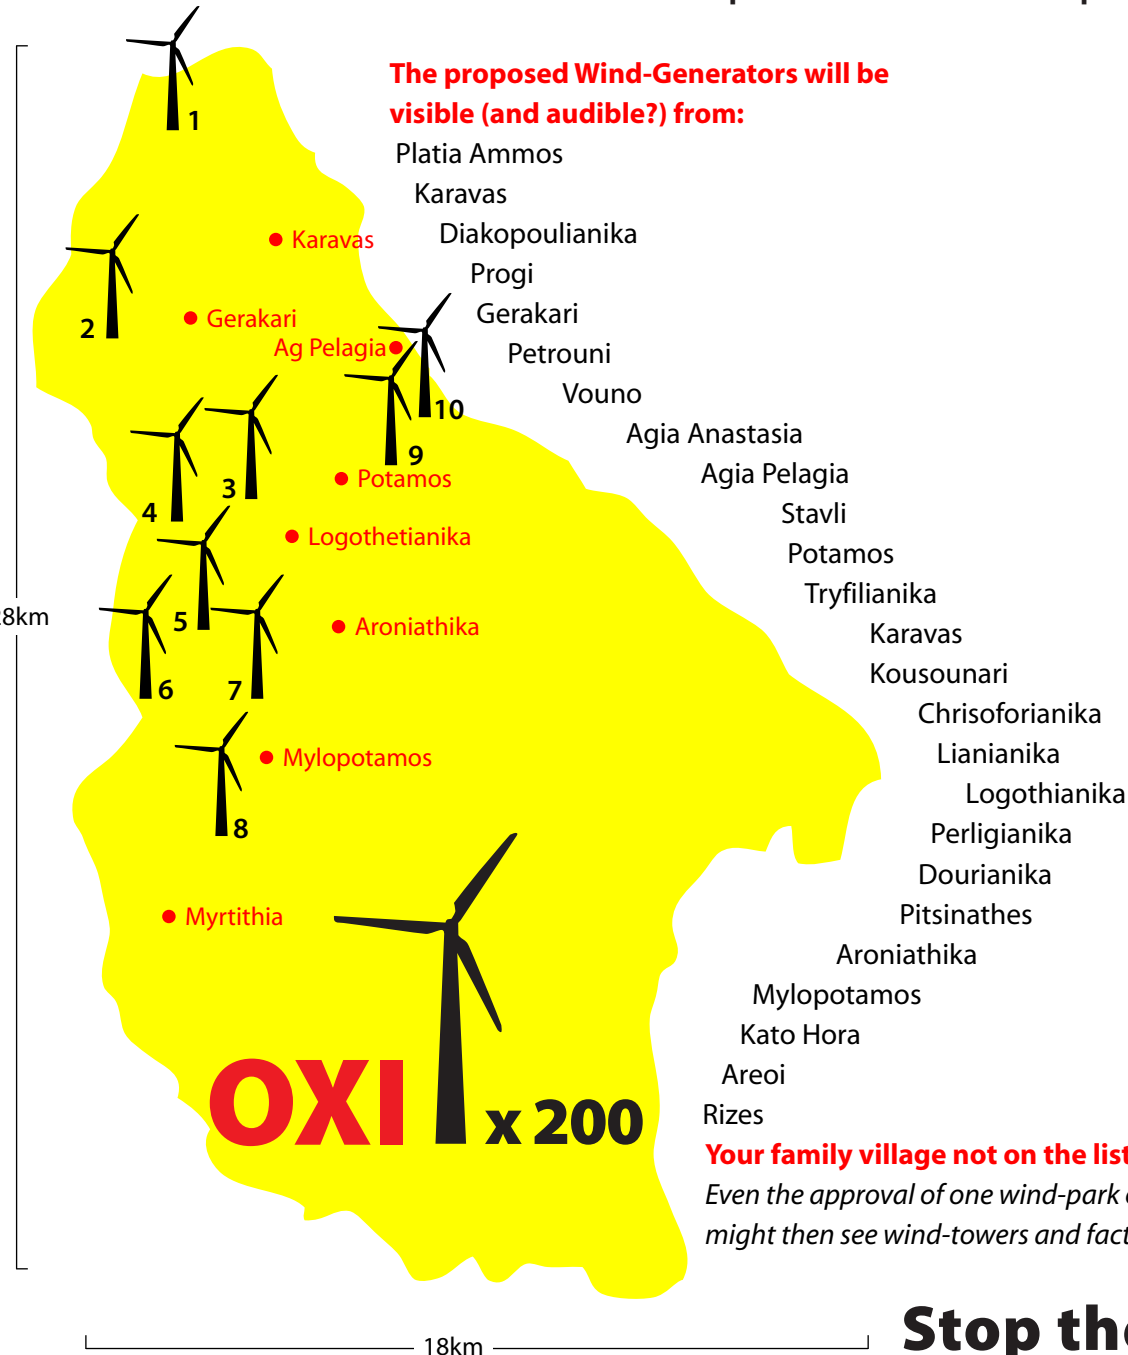 The proposed Wind-Generators will be
visible (and audible?) from:
Platia Ammos
Karavas
Diakopoulianika
Progi
Gerakari
Petrouni
Vouno
Agia Anastasia
Agia Pelagia
Stavli
Potamos
Tryfilianika
Karavas
Kousounari
Chrisoforianika
Lianianika
Logothianika
Perligianika
Dourianika
Pitsinathes
Aroniathika
Mylopotamos
Kato Hora
Areoi
Rizes
Your family village not on the list
Even the approval of one wind-park
might then see wind-towers and fact
1
Karavas
2
Gerakari
Ag Pelagia
10
9
3
Potamos
4
Logothetianika
5
Aroniathika
6
7
Mylopotamos
8
Myrtithia
OXI x 200
8km
18km
Stop the